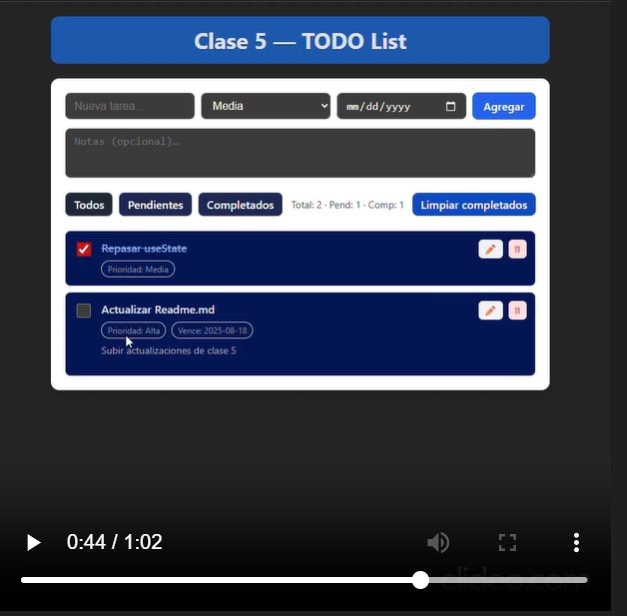 Clase 5 — TODO List
Nueva tarea... Media mm/dd/yyyy Agregar
Notas (opcional)…
Todos Pendientes Completados Total: 2 · Pend: 1 · Comp: 1 Limpiar completados
Repasar useState
Prioridad: Media
Actualizar Readme.md
Prioridad: Alta Vence: 2025-08-18
Subir actualizaciones de clase 5
0:44 / 1:02
clideo.com